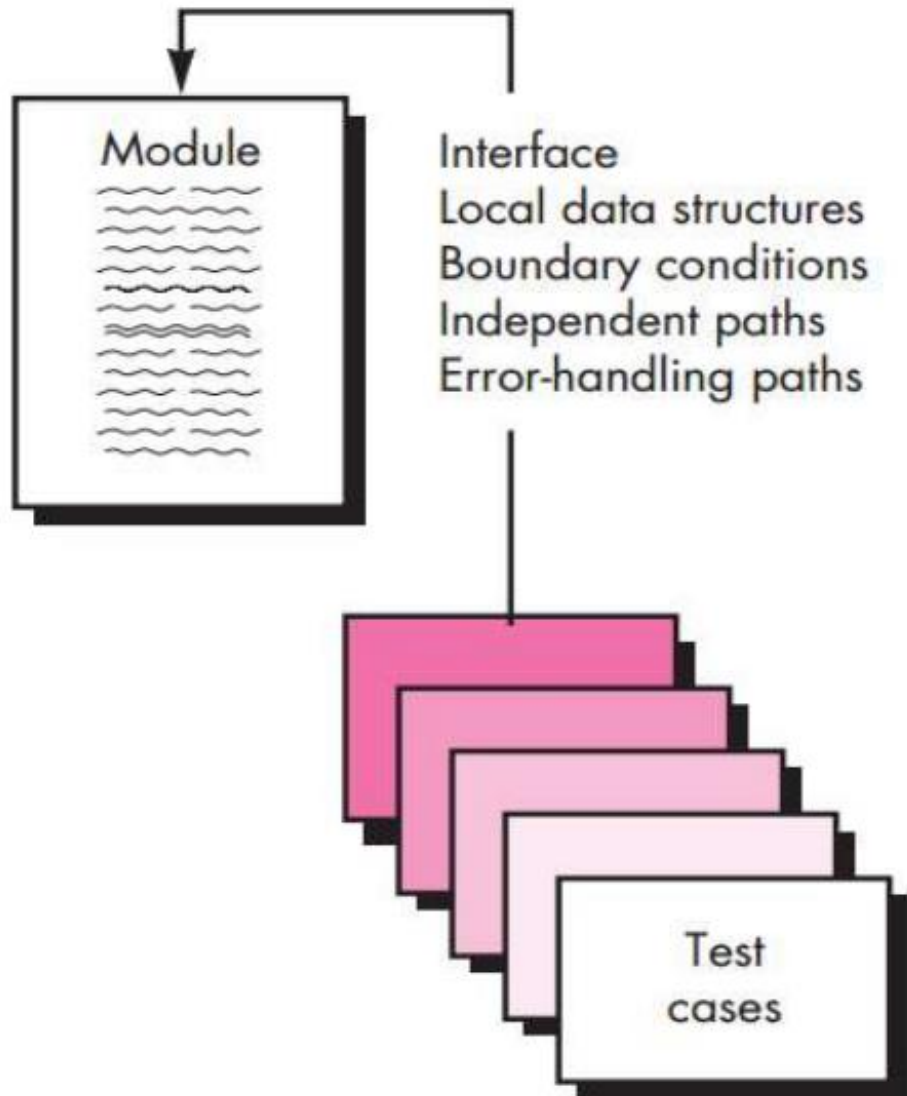 Module
Interface
Local data structures
Boundary conditions
Independent paths
Error-handling paths
Test
cases